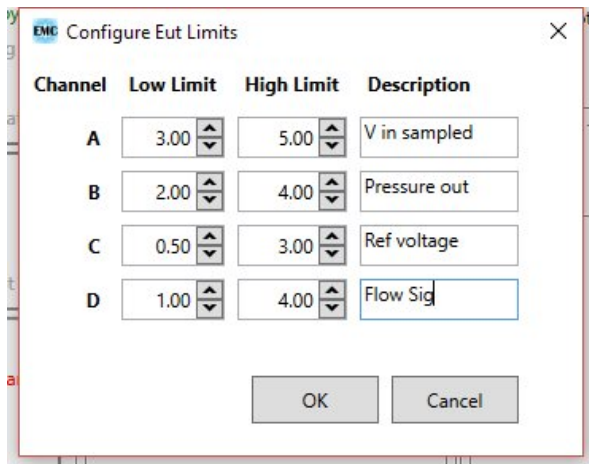 EMC Configure Eut Limits
Channel Low Limit High Limit Description
A 3.00 5.00 V in sampled
B 2.00 4.00 Pressure out
C 0.50 3.00 Ref voltage
D 1.00 4.00 Flow Sig
OK Cancel